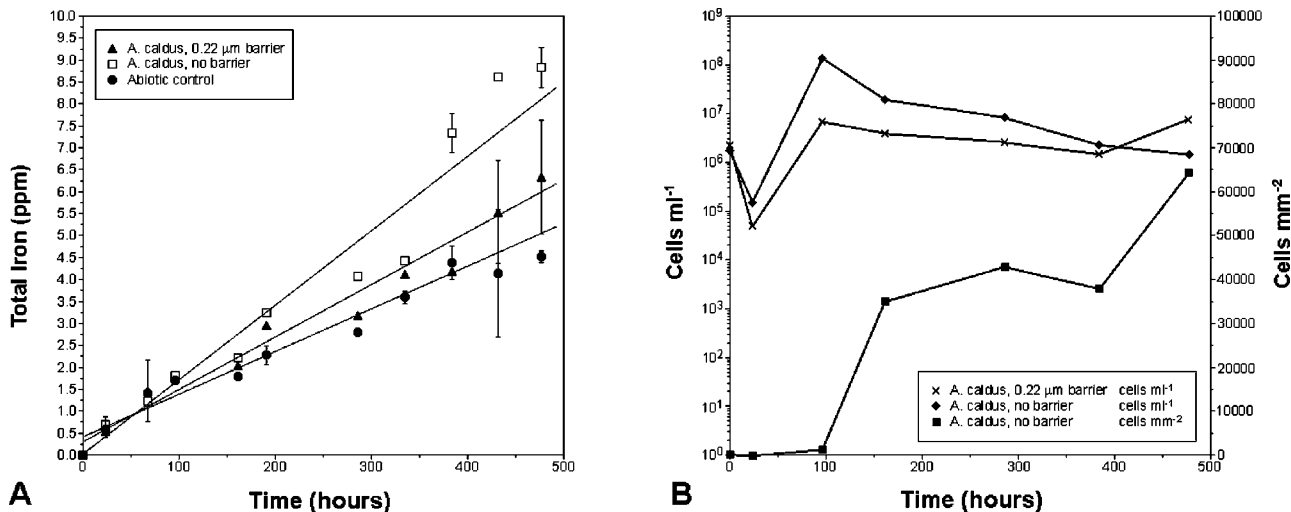 10.0
9.5
9.0
8.5
8.0
7.5
7.0
6.5
6.0
5.5
5.0
4.5
4.0
3.5
3.0
2.5
2.0
1.5
1.0
0.5
0.0
Total Iron (ppm)
A. caldus, 0.22 µm barrier
A. caldus, no barrier
Abiotic control
0 100 200 300 400 500
Time (hours)
A
10⁹
10⁸
10⁷
10⁶
10⁵
10⁴
10³
10²
10¹
10⁰
Cells ml⁻¹
100000
90000
80000
70000
60000
50000
40000
30000
20000
10000
0
Cells mm⁻²
A. caldus, 0.22 µm barrier cells ml⁻¹
A. caldus, no barrier cells ml⁻¹
A. caldus, no barrier cells mm⁻²
0 100 200 300 400 500
Time (hours)
B